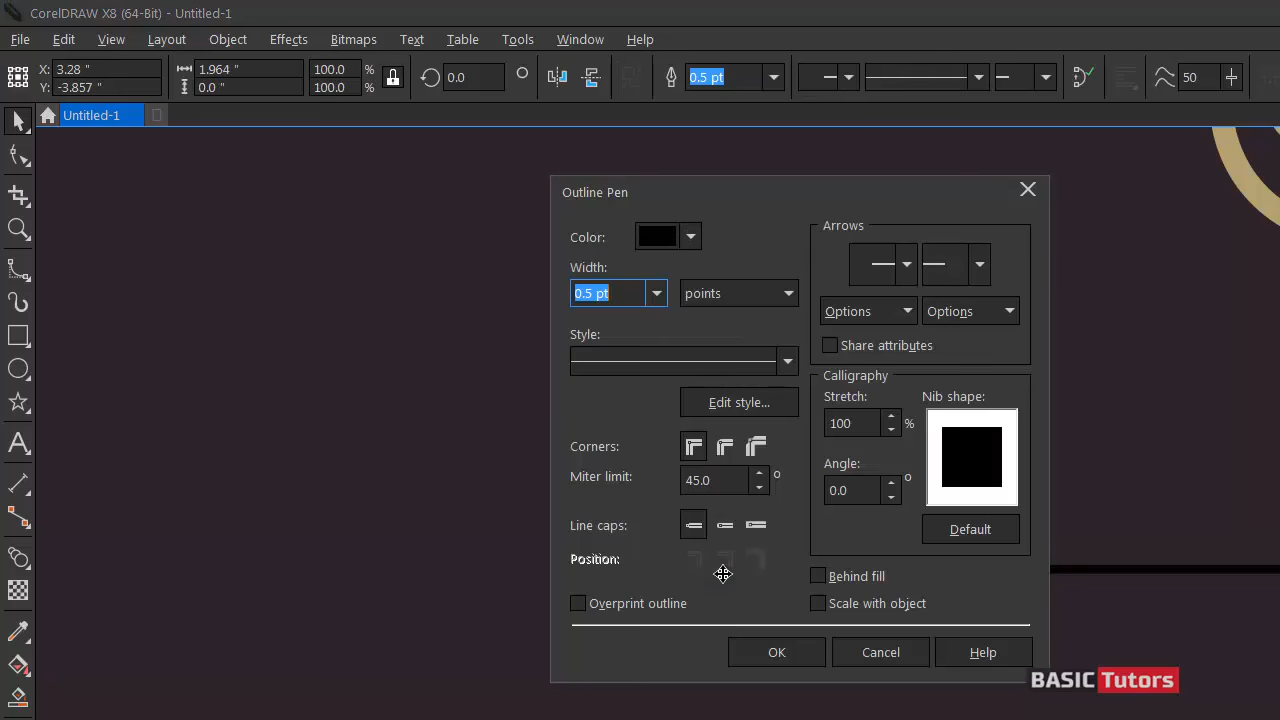 CorelDRAW X8 (64-Bit) - Untitled-1
File Edit View Layout Object Effects Bitmaps Text Table Tools Window Help
X: 3.28 " 1.964 " 100.0 % 0.0 0.5 pt 50
Y: -3.857 " 0.0 " 100.0 %
Untitled-1
Outline Pen
Color:
Width:
0.5 pt points
Style:
Edit style...
Corners:
Miter limit: 45.0 °
Line caps:
Position:
Overprint outline
Arrows
Options Options
Share attributes
Calligraphy
Stretch: Nib shape:
100 %
Angle:
0.0 °
Default
Behind fill
Scale with object
OK Cancel Help
BASIC Tutors